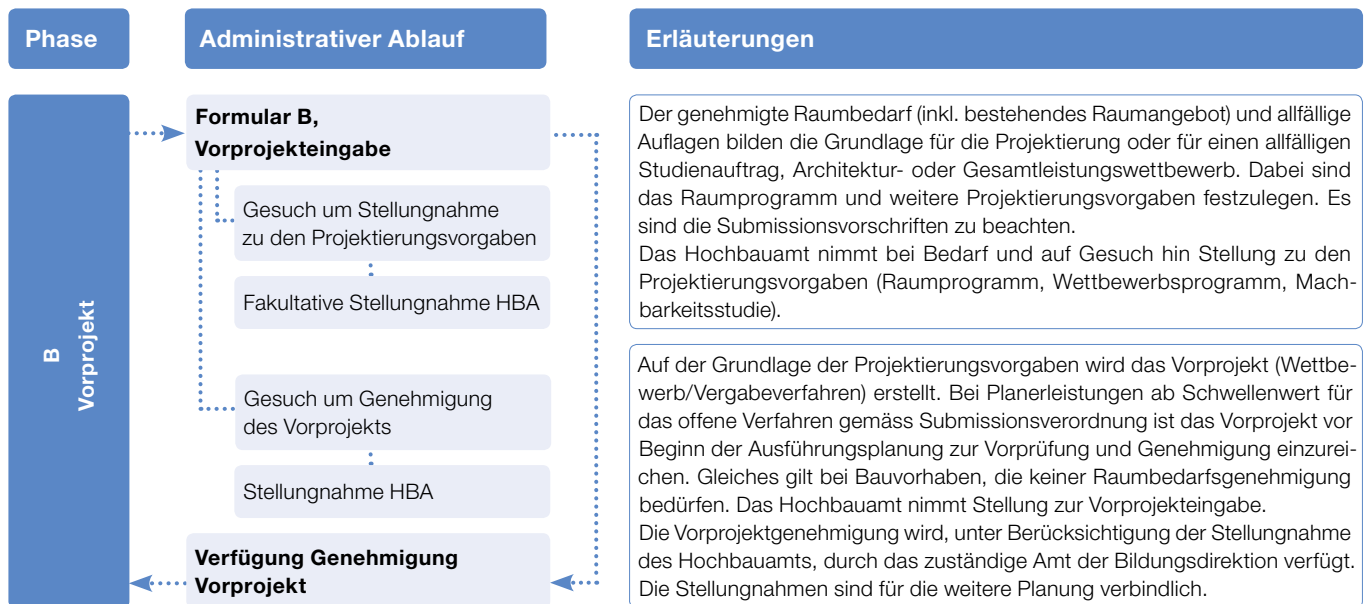 Phase
Administrativer Ablauf
Erläuterungen
B
Vorprojekt
Formular B,
Vorprojekteingabe
Gesuch um Stellungnahme
zu den Projektierungsvorgaben
Fakultative Stellungnahme HBA
Gesuch um Genehmigung
des Vorprojekts
Stellungnahme HBA
Verfügung Genehmigung
Vorprojekt
Der genehmigte Raumbedarf (inkl. bestehendes Raumangebot) und allfällige
Auflagen bilden die Grundlage für die Projektierung oder für einen allfälligen
Studienauftrag, Architektur- oder Gesamtleistungswettbewerb. Dabei sind
das Raumprogramm und weitere Projektierungsvorgaben festzulegen. Es
sind die Submissionsvorschriften zu beachten.
Das Hochbauamt nimmt bei Bedarf und auf Gesuch hin Stellung zu den
Projektierungsvorgaben (Raumprogramm, Wettbewerbsprogramm, Mach-
barkeitsstudie).
Auf der Grundlage der Projektierungsvorgaben wird das Vorprojekt (Wettbe-
werb/Vergabeverfahren) erstellt. Bei Planerleistungen ab Schwellenwert für
das offene Verfahren gemäss Submissionsverordnung ist das Vorprojekt vor
Beginn der Ausführungsplanung zur Vorprüfung und Genehmigung einzurei-
chen. Gleiches gilt bei Bauvorhaben, die keiner Raumbedarfsgenehmigung
bedürfen. Das Hochbauamt nimmt Stellung zur Vorprojekteingabe.
Die Vorprojektgenehmigung wird, unter Berücksichtigung der Stellungnahme
des Hochbauamts, durch das zuständige Amt der Bildungsdirektion verfügt.
Die Stellungnahmen sind für die weitere Planung verbindlich.